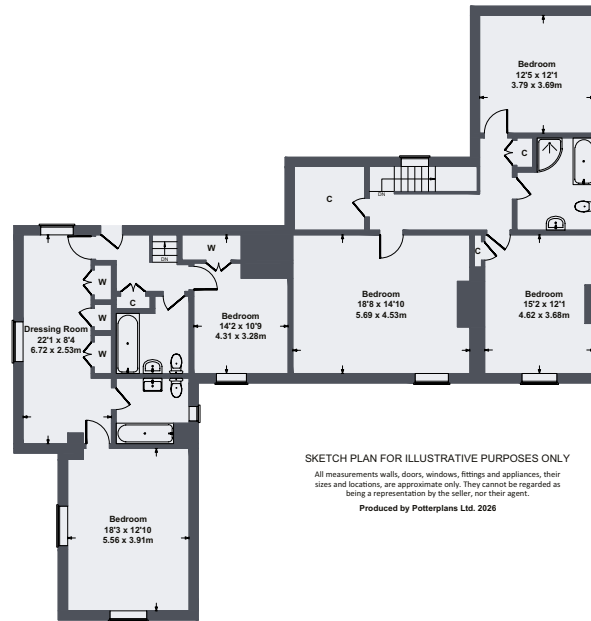 Bedroom
12'5 x 12'1
3.79 x 3.69m
C
C
DN
W
DN
W
C
C
W
W
Dressing Room
22'1 x 8'4
6.72 x 2.53m
Bedroom
14'2 x 10'9
4.31 x 3.28m
Bedroom
18'8 x 14'10
5.69 x 4.53m
Bedroom
15'2 x 12'1
4.62 x 3.68m
Bedroom
18'3 x 12'10
5.56 x 3.91m
SKETCH PLAN FOR ILLUSTRATIVE PURPOSES ONLY
All measurements walls, doors, windows, fittings and appliances, their
sizes and locations, are approximate only. They cannot be regarded as
being a representation by the seller, nor their agent.
Produced by Potterplans Ltd. 2026